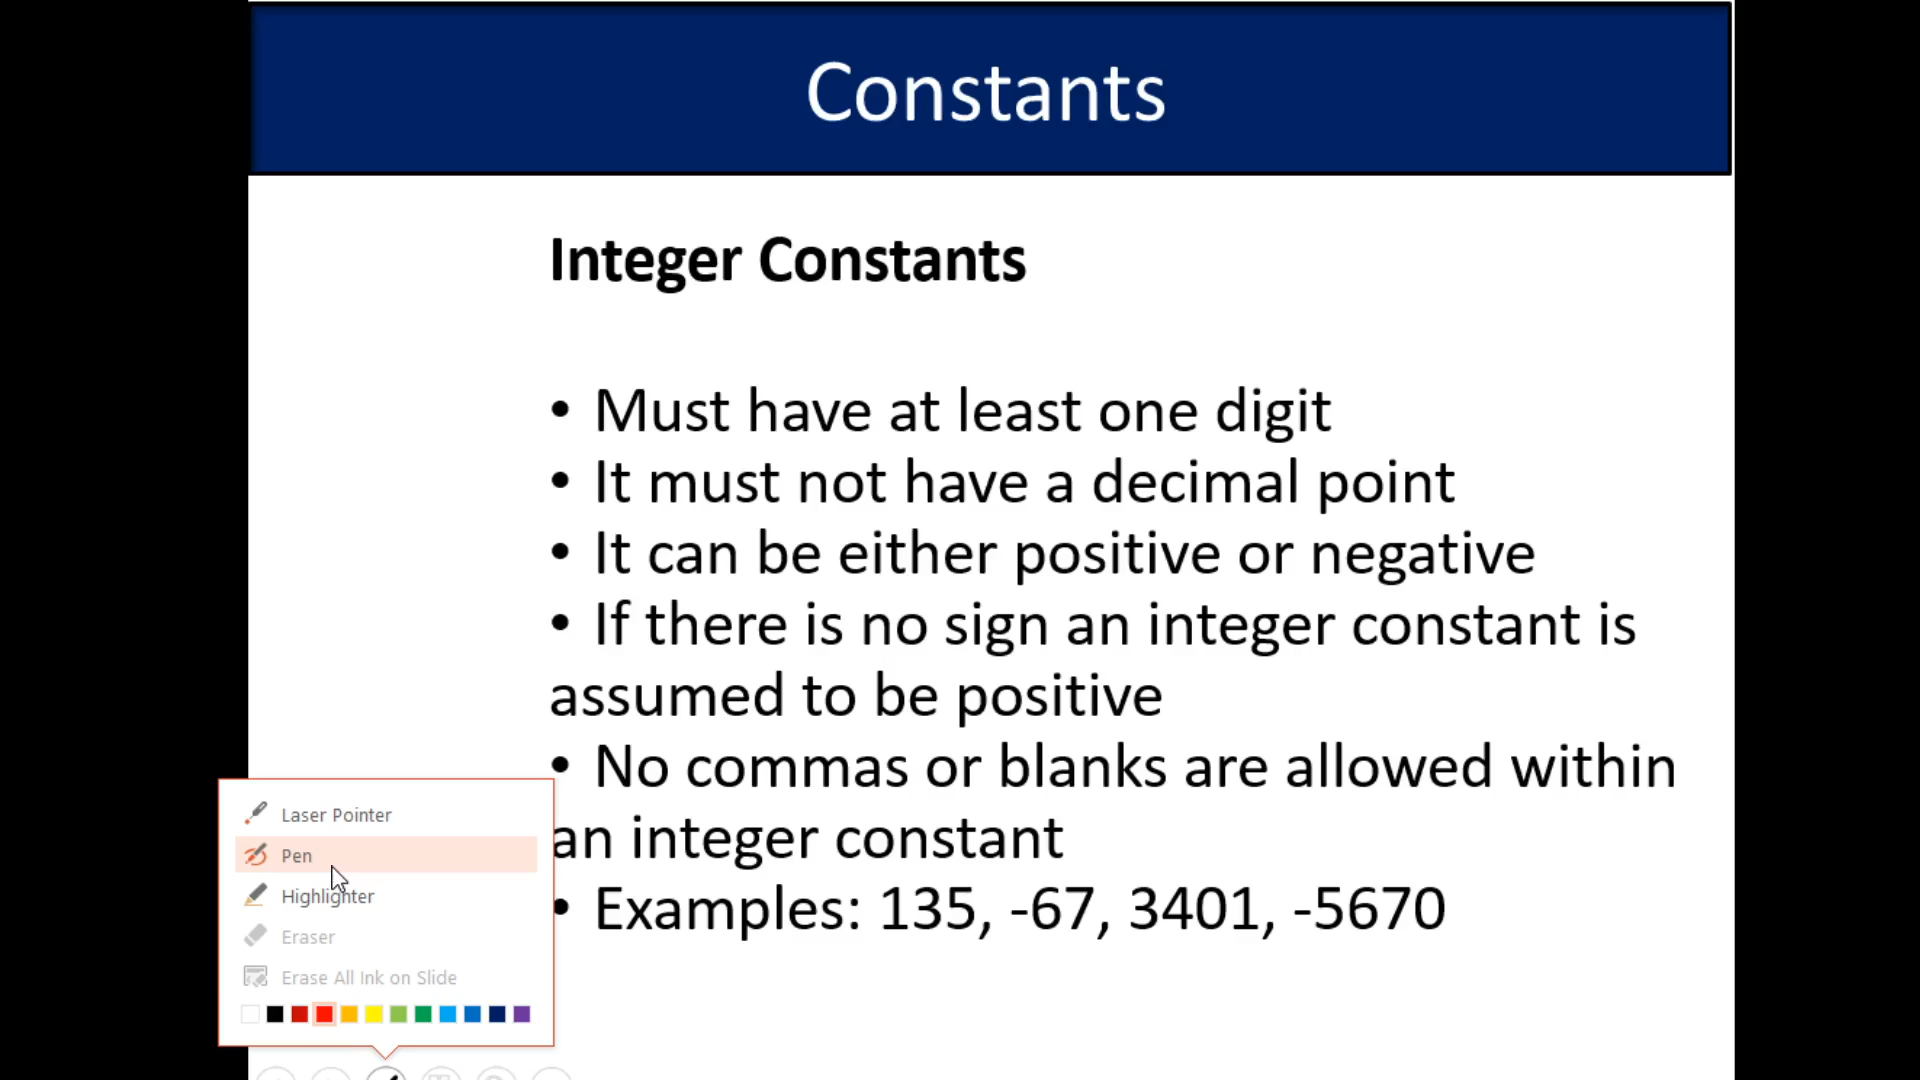 Constants
Integer Constants
• Must have at least one digit
• It must not have a decimal point
• It can be either positive or negative
• If there is no sign an integer constant is
assumed to be positive
• No commas or blanks are allowed within
an integer constant
• Examples: 135, -67, 3401, -5670
Laser Pointer
Pen
Highlighter
Eraser
Erase All Ink on Slide